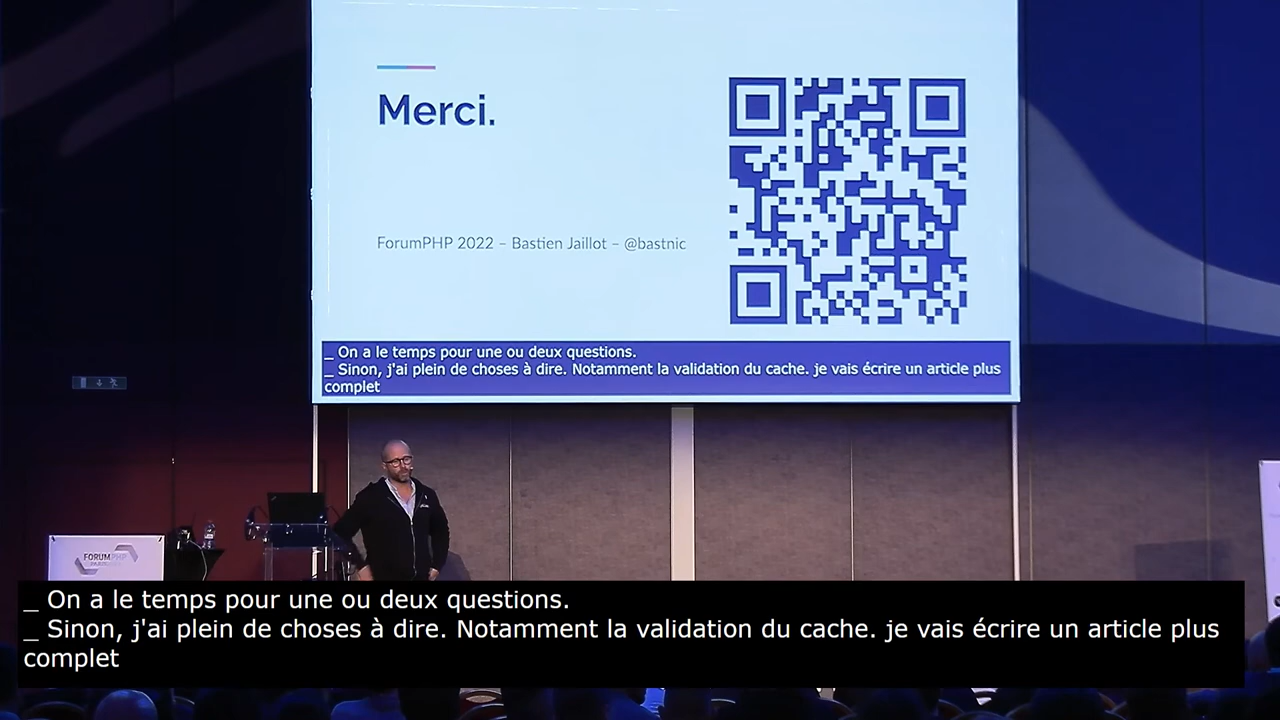 Merci.
ForumPHP 2022 – Bastien Jaillot – @bastnic
_ On a le temps pour une ou deux questions.
_ Sinon, j'ai plein de choses à dire. Notamment la validation du cache. je vais écrire un article plus
complet
FORUMPHP
_ On a le temps pour une ou deux questions.
_ Sinon, j'ai plein de choses à dire. Notamment la validation du cache. je vais écrire un article plus
complet